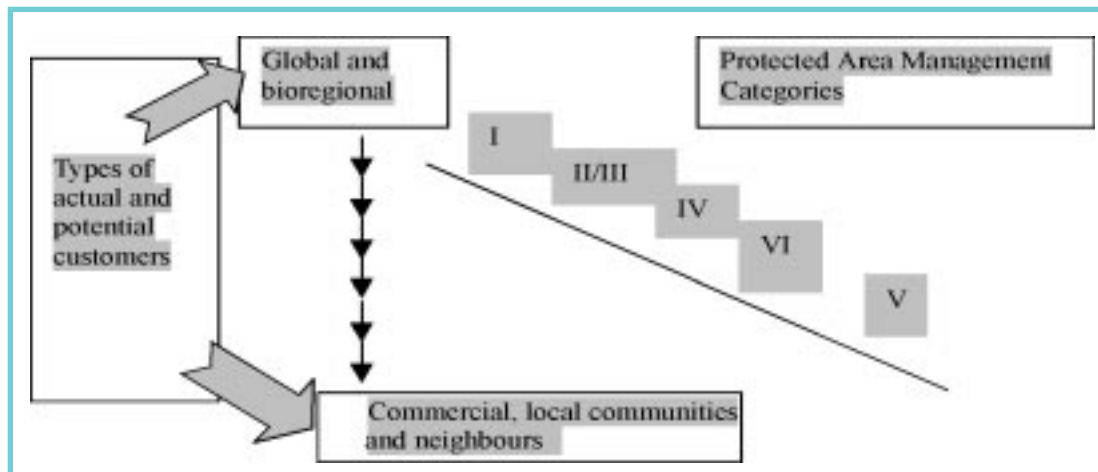 Global and
bioregional
Protected Area Management
Categories
I
II/III
IV
VI
V
Types of
actual and
potential
customers
Commercial, local communities
and neighbours